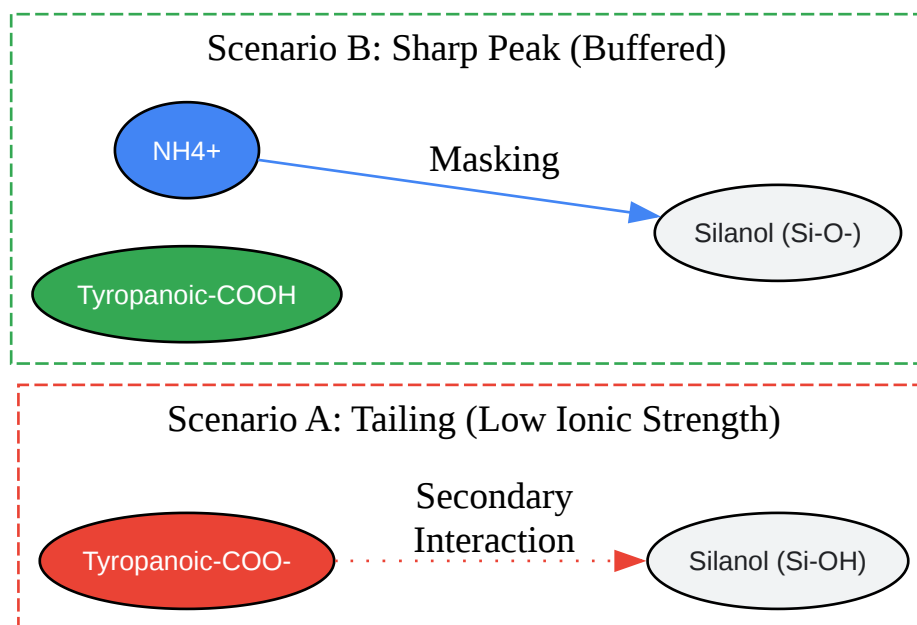 Scenario B: Sharp Peak (Buffered)
NH4+
Masking
Silanol (Si-O-)
Tyropanoic-COOH
Scenario A: Tailing (Low Ionic Strength)
Secondary
Interaction
Tyropanoic-COO-
Silanol (Si-OH)